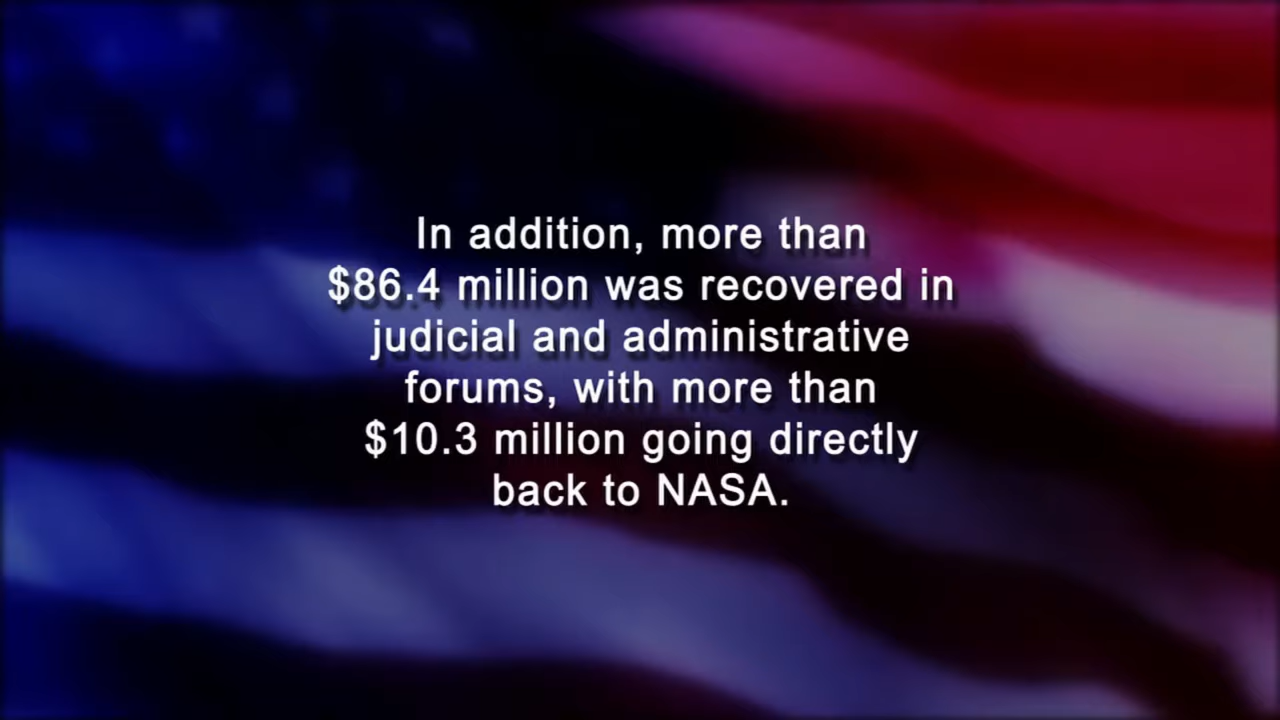 In addition, more than
$86.4 million was recovered in
judicial and administrative
forums, with more than
$10.3 million going directly
back to NASA.